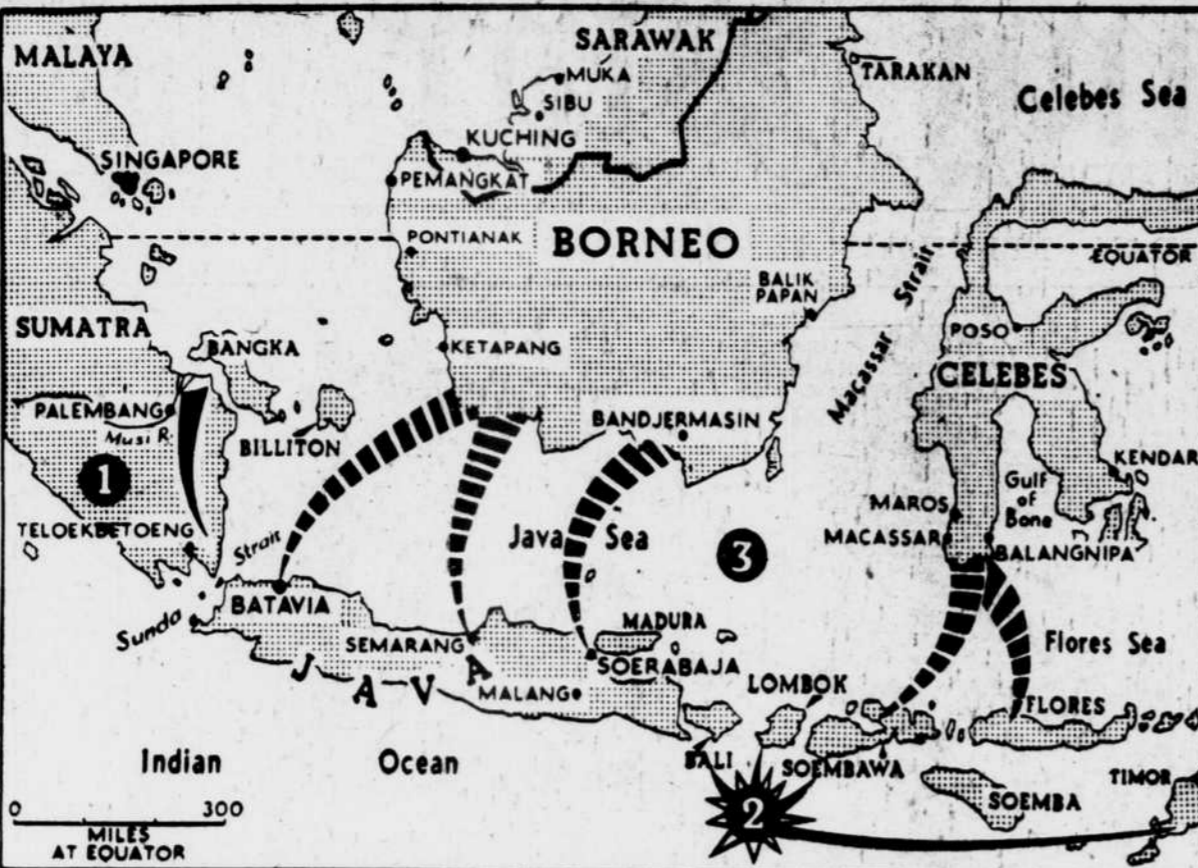 MALAYA
SARAWAK
MUKA
SIBU
TARAKAN
Celebes Sea
KUCHING
SINGAPORE
PEMANGKAT
PONTIANAK
BORNEO
Strait
EQUATOR
BALIK
PAPAN
SUMATRA
BANGKA
KETAPANG
Macassar
POSO
CELEBES
PALEMBANG
Musi R.
BILLITON
BANDJERMASIN
1
KENDAR
Gulf
of
Bone
MAROS
TELOEKBETOENG
Strait
Java Sea
3
MACASSAR
BALANGNIPA
Sunda
BATAVIA
MADURA
SEMARANG
SOERABAJA
Flores Sea
JAVA
MALANG
LOMBOK
FLORES
Indian Ocean
BALI
SOEMBAWA
TIMOR
SOEMBA
2
0 300
MILES
AT EQUATOR